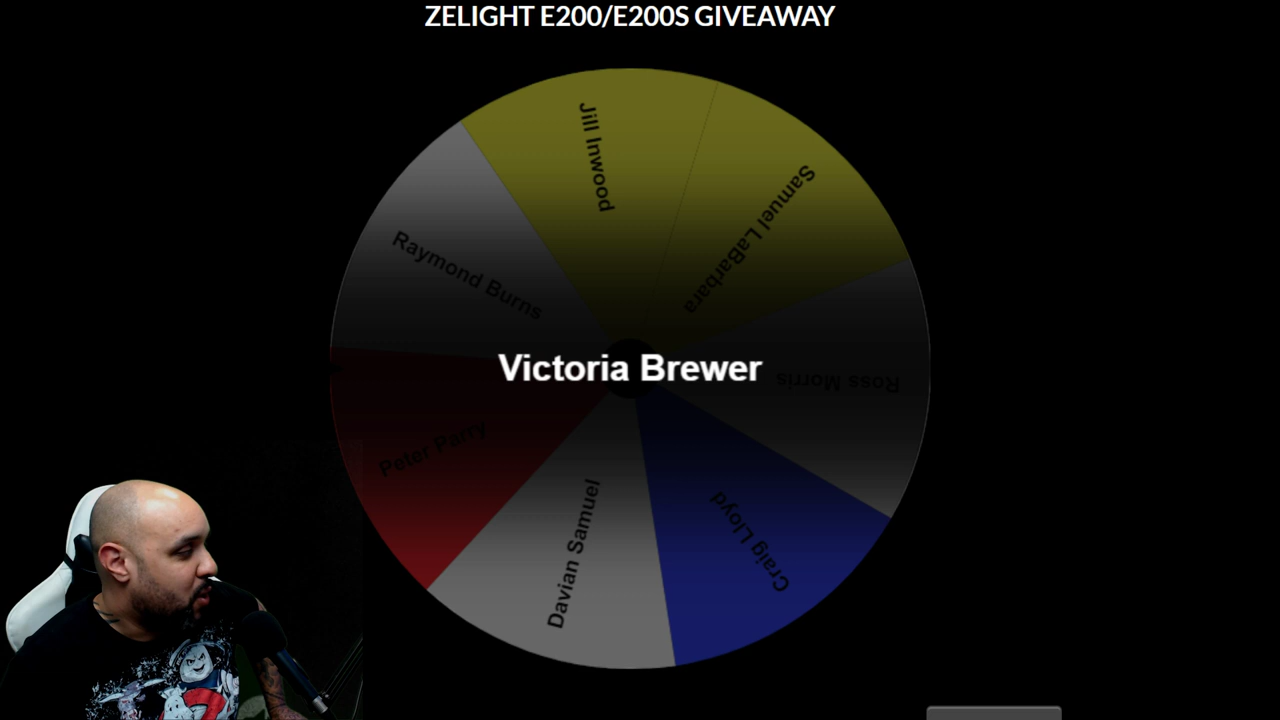 ZELIGHT E200/E200S GIVEAWAY
Jill Inwood
Samuel LaBarbara
Raymond Burns
Victoria Brewer
Ross Morris
Peter Parry
Davian Samuel
Craig Lloyd